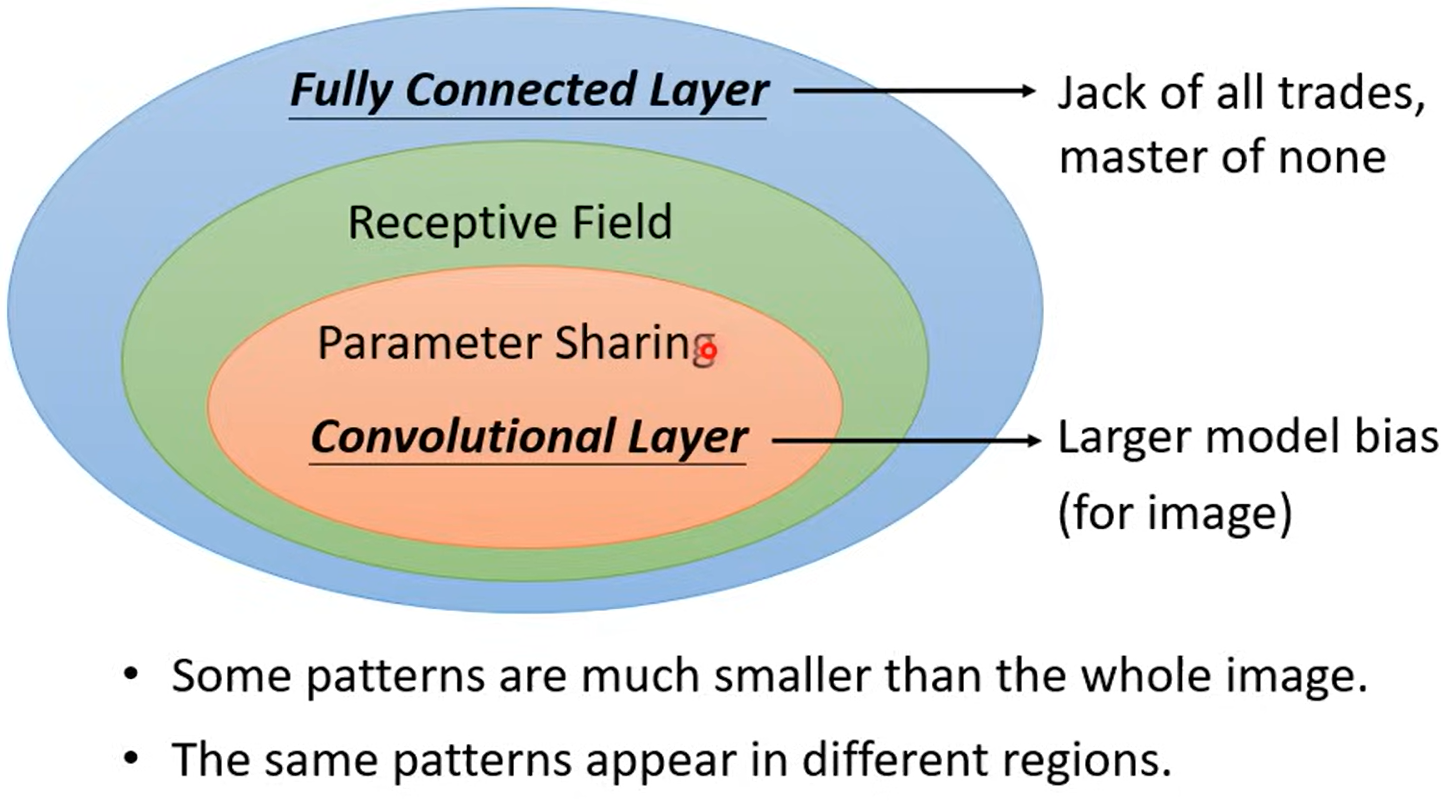 Fully Connected Layer
Jack of all trades,
master of none
Receptive Field
Parameter Sharing
Convolutional Layer
Larger model bias
(for image)
• Some patterns are much smaller than the whole image.
• The same patterns appear in different regions.